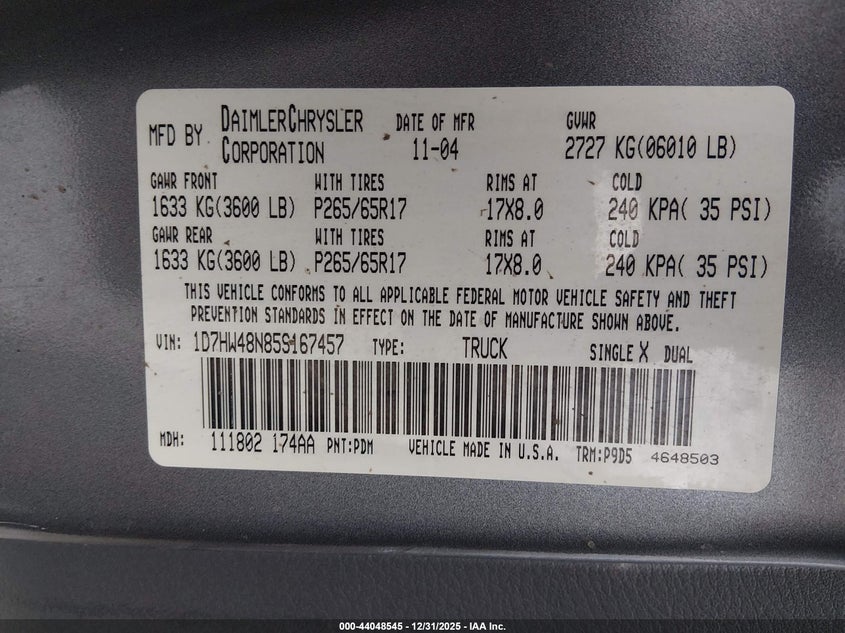 MFD BY DAIMLERCHRYSLER CORPORATION DATE OF MFR 11-04 GVWR 2727 KG(06010 LB)
GAWR FRONT WITH TIRES RIMS AT COLD
1633 KG(3600 LB) P265/65R17 17X8.0 240 KPA( 35 PSI)
GAWR REAR WITH TIRES RIMS AT COLD
1633 KG(3600 LB) P265/65R17 17X8.0 240 KPA( 35 PSI)
THIS VEHICLE CONFORMS TO ALL APPLICABLE FEDERAL MOTOR VEHICLE SAFETY AND THEFT
PREVENTION STANDARDS IN EFFECT ON THE DATE OF MANUFACTURE SHOWN ABOVE.
VIN: 1D7HW48N85S167457 TYPE: TRUCK SINGLE X DUAL
MDH: 111802 174AA PNT:PDM VEHICLE MADE IN U.S.A. TRM:P9D5 4648503
000-44048545 - 12/31/2025 - IAA Inc.